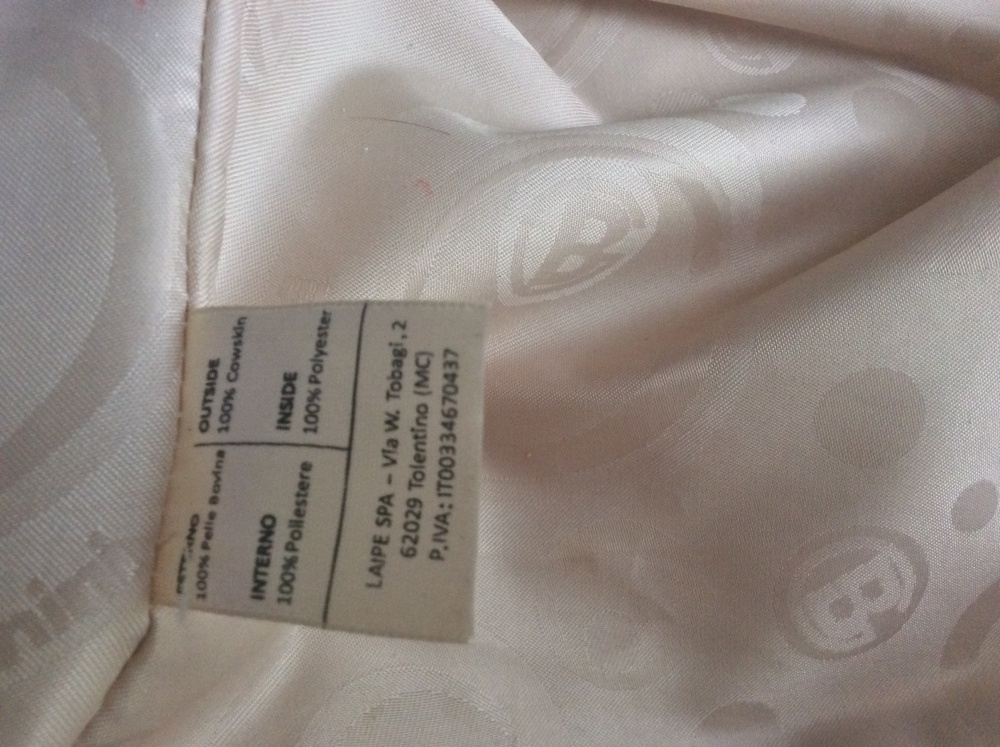 100% Pelle Bovina
OUTSIDE
100% Cowskin
INTERNO
100% Poliestere
INSIDE
100% Polyester
LAIPE SPA – Via W. Tobagi, 2
62029 Tolentino (MC)
P.IVA: IT00334670437
B
B